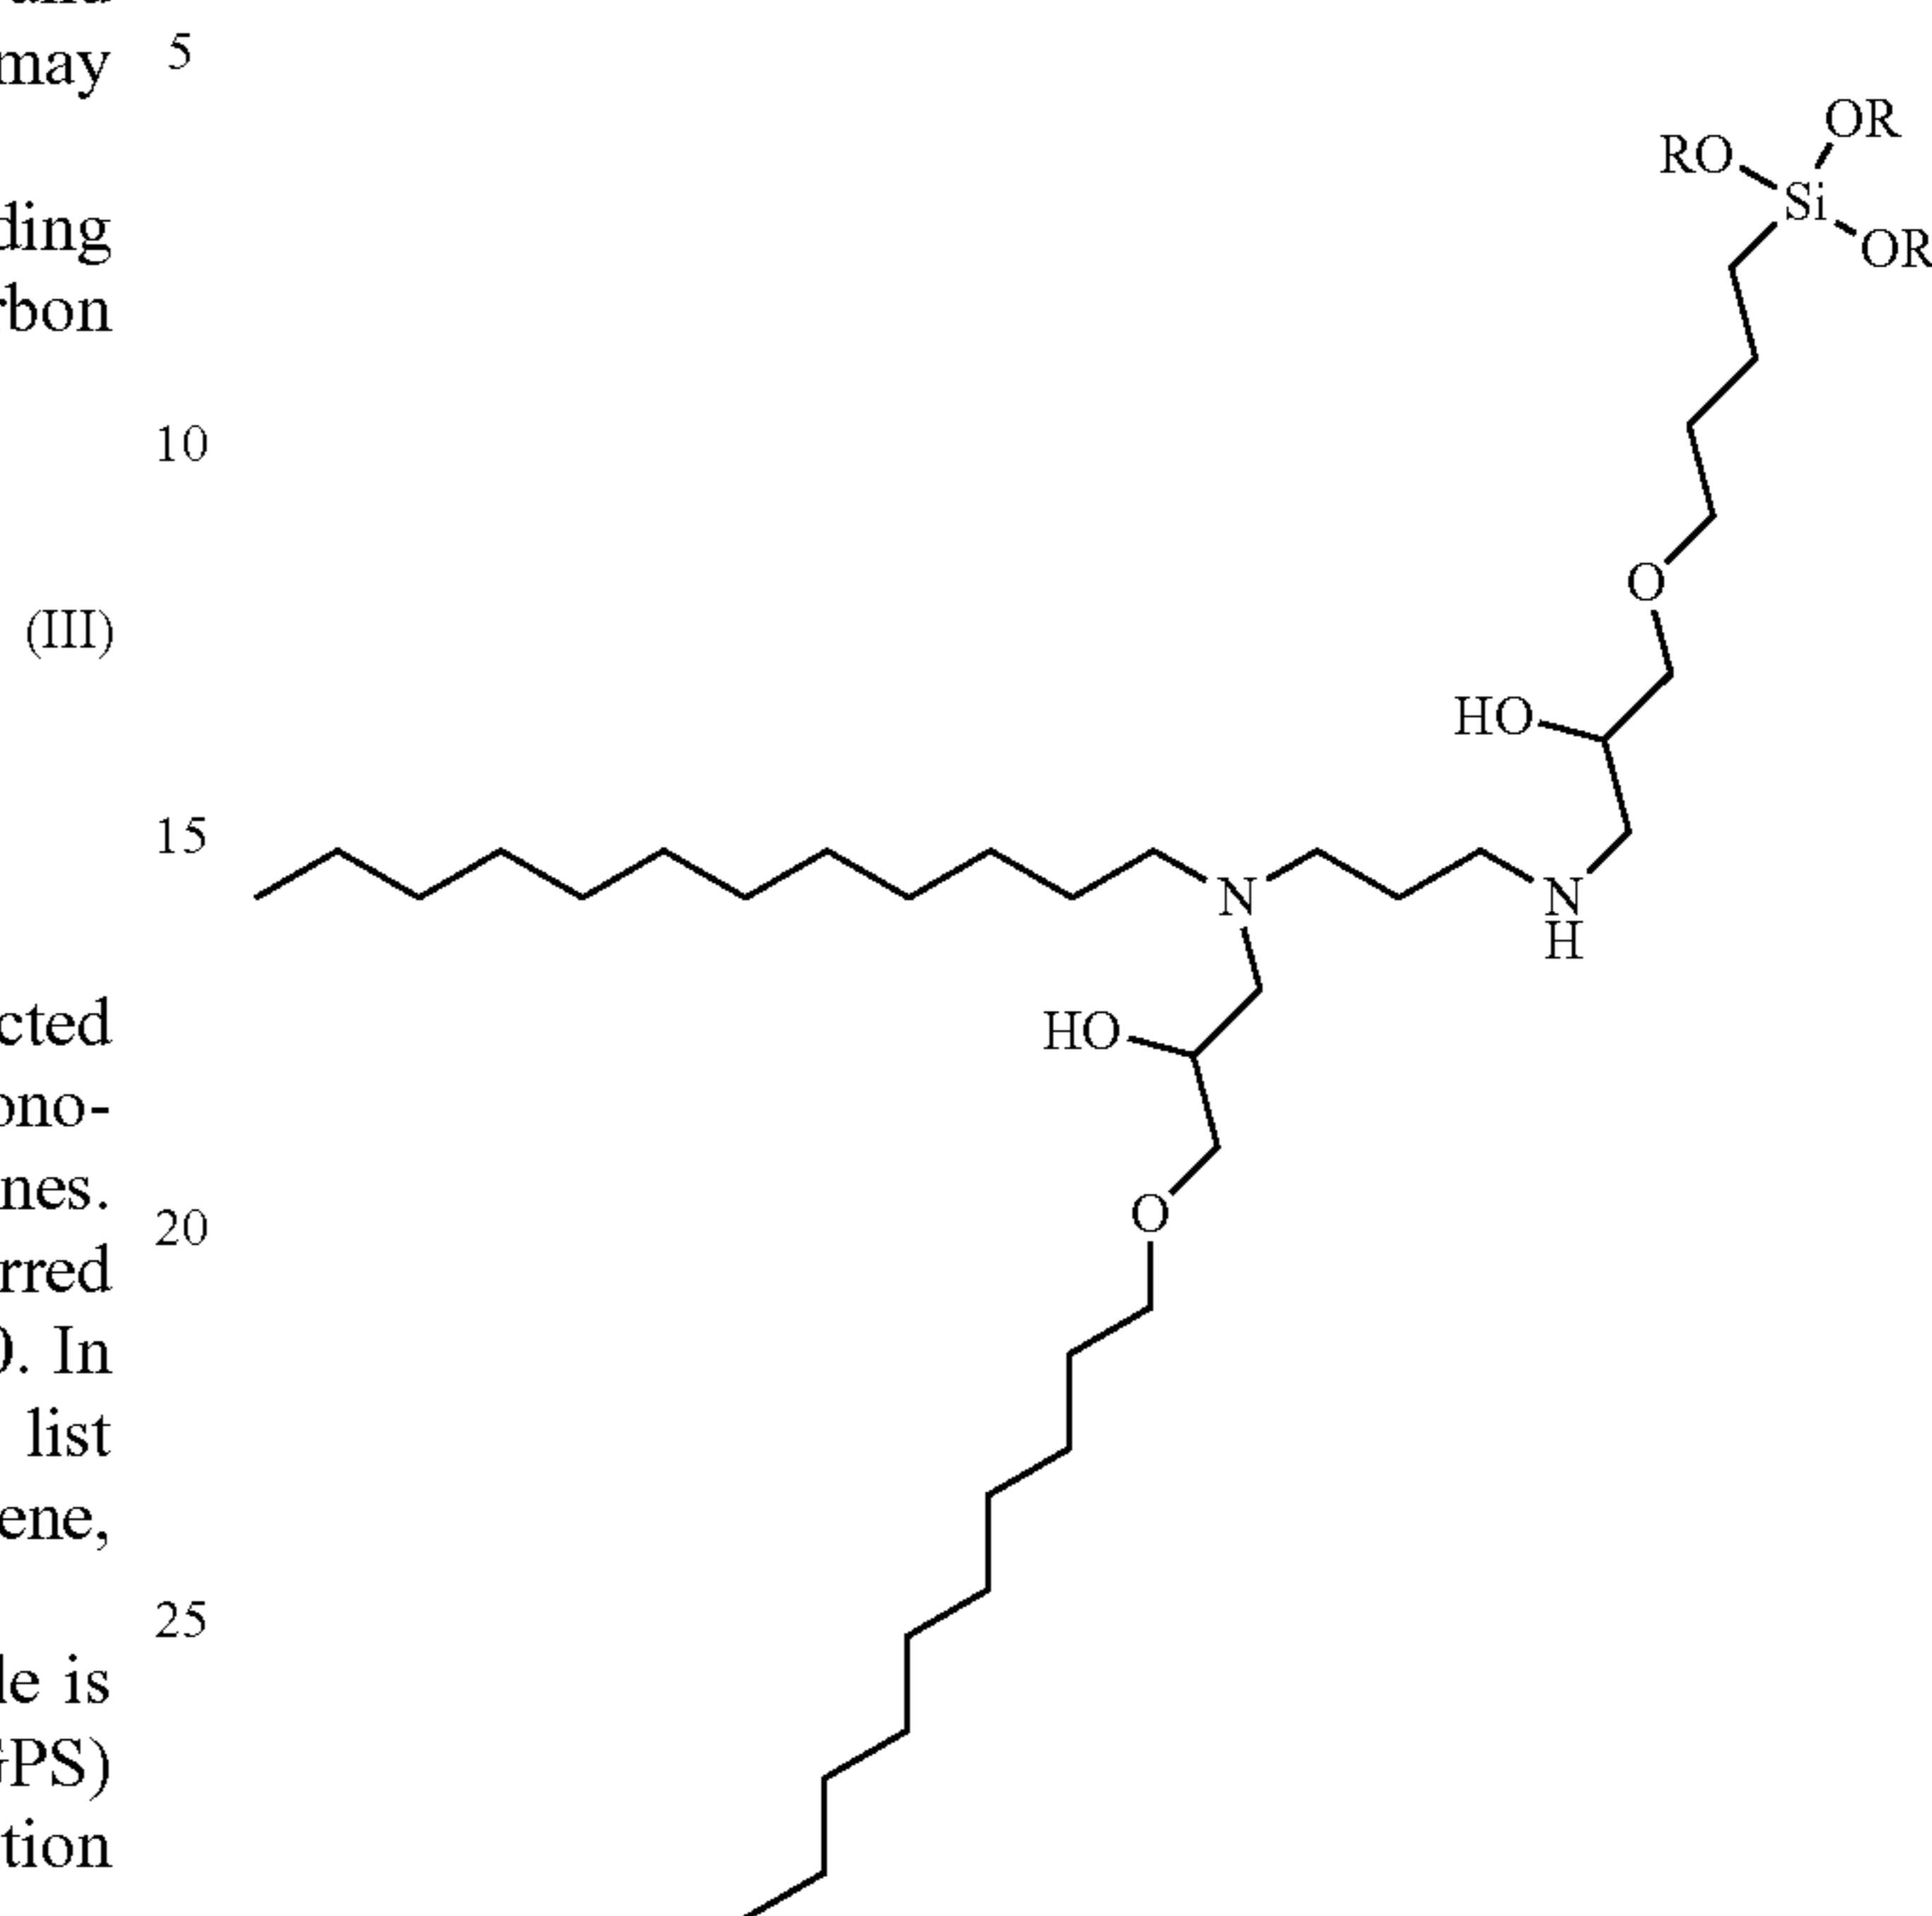 and
may
ding
rbon
(III)
cted
ono-
nes.
rred
). In
list
ene,
le is
GPS)
tion
5
10
15
20
25
OR
RO
Si
OR
O
HO
N
N
H
HO
O